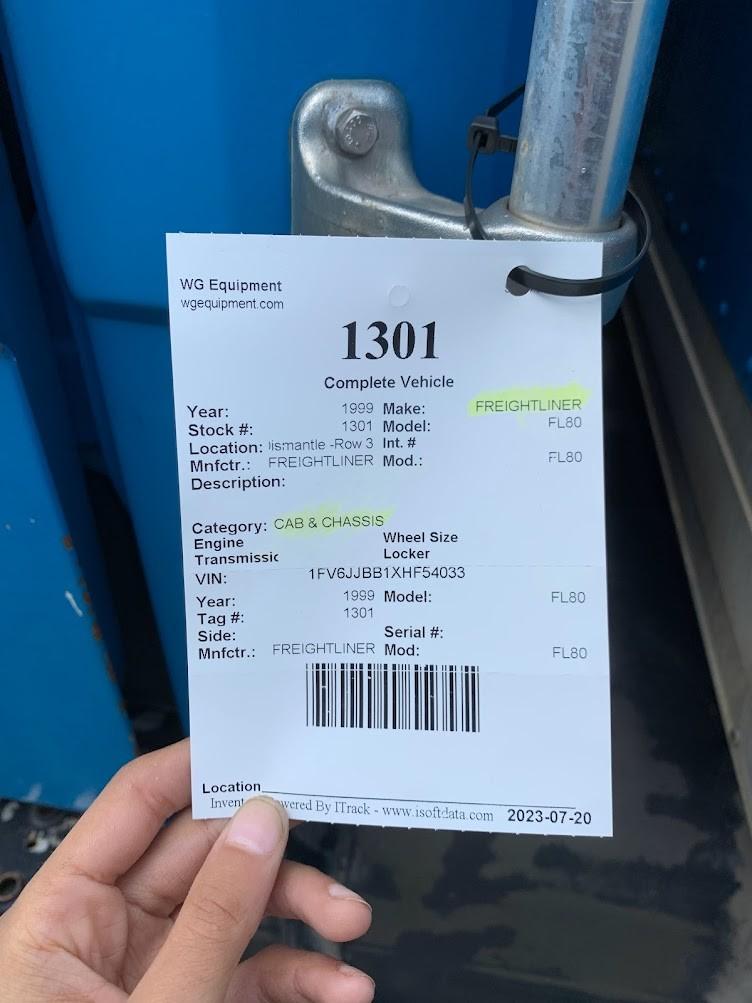 WG Equipment
wgequipment.com
1301
Complete Vehicle
Year: 1999 Make: FREIGHTLINER
Stock #: 1301 Model: FL80
Location: ismantle -Row 3 Int. #
Mnfctr.: FREIGHTLINER Mod.: FL80
Description:
Category: CAB & CHASSIS
Engine Wheel Size
Transmissic Locker
VIN: 1FV6JJBB1XHF54033
Year: 1999 Model: FL80
Tag #: 1301
Side: Serial #:
Mnfctr.: FREIGHTLINER Mod: FL80
Location
Invent wered By ITrack - www.isoftdata.com 2023-07-20